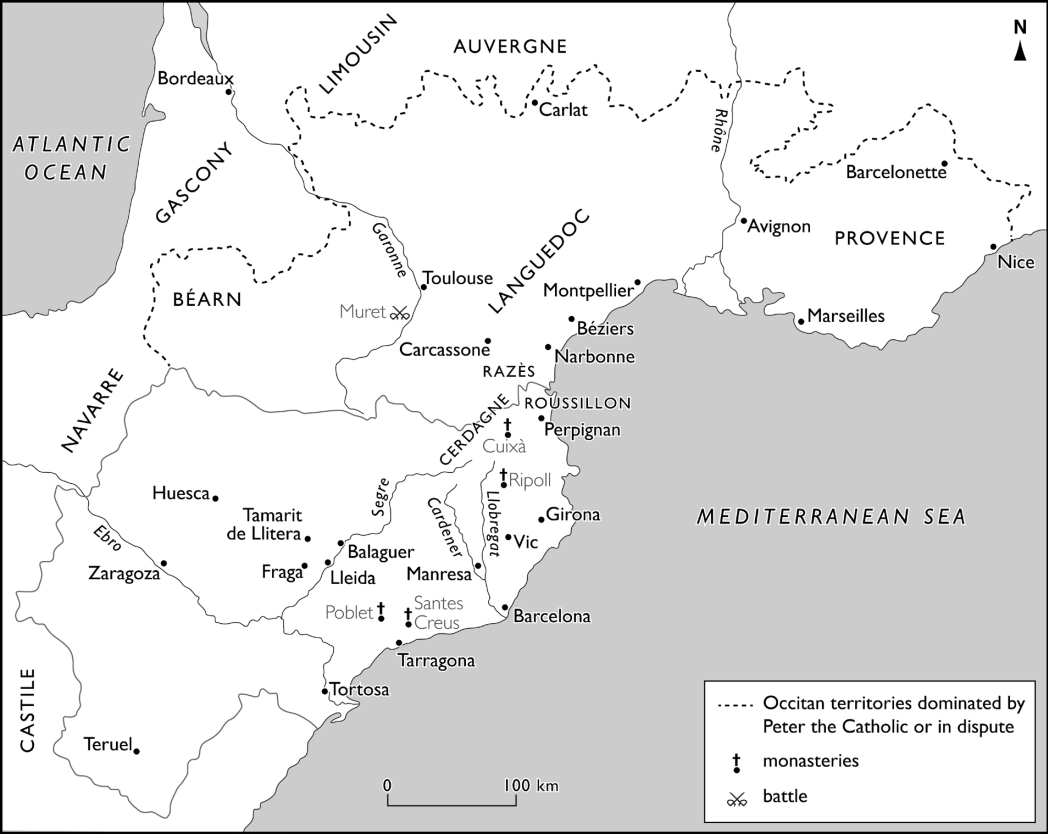 N
LIMOUSIN
AUVERGNE
Bordeaux
Carlat
ATLANTIC
OCEAN
Rhône
GASCONY
Barcelonette
Avignon
PROVENCE
Garonne
LANGUEDOC
Nice
Toulouse
BÉARN
Montpellier
Muret
Marseilles
Béziers
Carcassone
Narbonne
RAZÈS
NAVARRE
CERDAGNE
ROUSSILLON
Perpignan
Cuixà
Ripoll
Segre
Huesca
Cardener
Llobregat
Girona
MEDITERRANEAN SEA
Tamarit
de Llitera
Ebro
Vic
Balaguer
Zaragoza
Fraga
Lleida
Manresa
Poblet
Santes
Creus
Barcelona
Tarragona
CASTILE
Tortosa
Teruel
Occitan territories dominated by
Peter the Catholic or in dispute
monasteries
battle
0 100 km